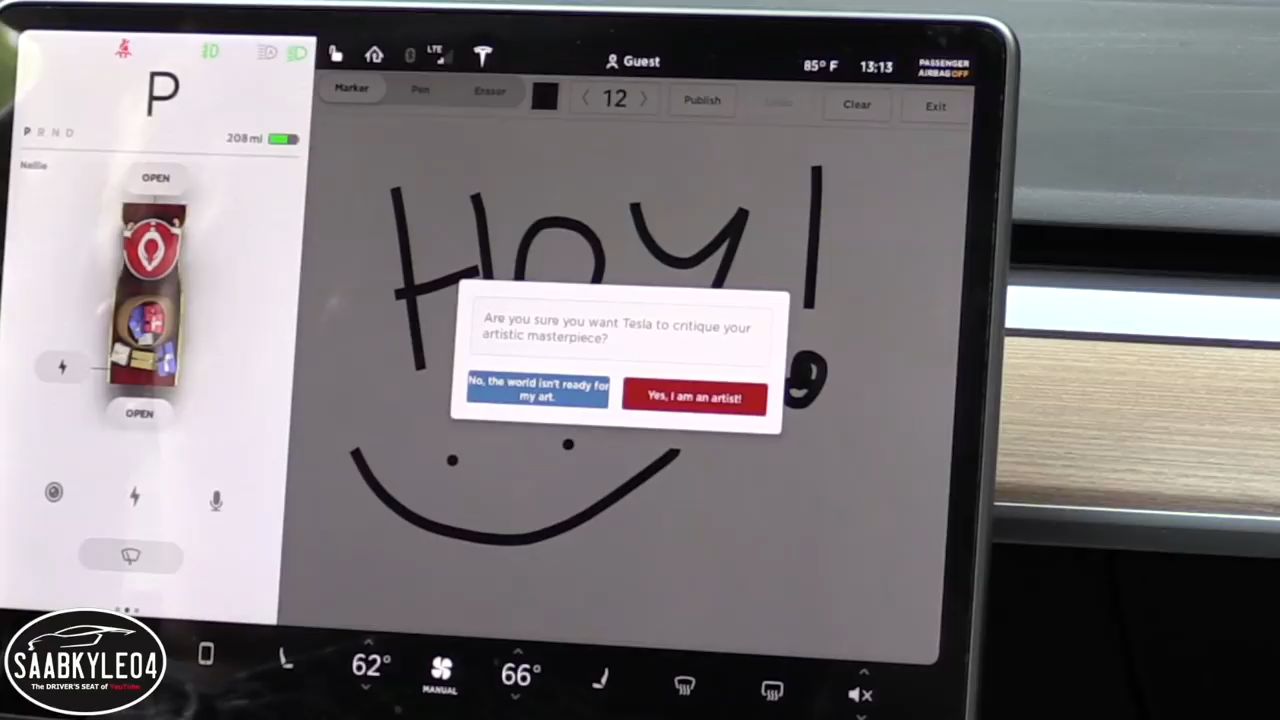 LTE
Guest
85° F
13:13
PASSENGER
AIRBAG OFF
P
P R N D
208 mi
Nellie
Marker
Pen
Eraser
12
Publish
Clear
Exit
OPEN
OPEN
Hey!
Are you sure you want Tesla to critique your
artistic masterpiece?
No, the world isn't ready for
my art.
Yes, I am an artist!
62°
MANUAL
66°
SAABKYLE04
The DRIVER'S SEAT of YouTube